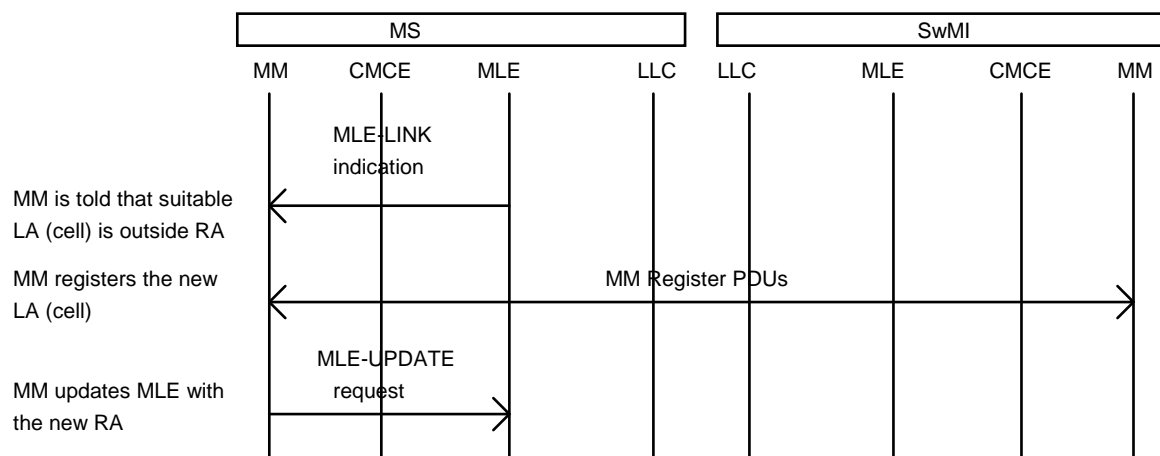 MS SwMI
MM CMCE MLE LLC LLC MLE CMCE MM
MLE-LINK
indication
MM is told that suitable
LA (cell) is outside RA
MM registers the new
LA (cell)
MM Register PDUs
MLE-UPDATE
request
MM updates MLE with
the new RA